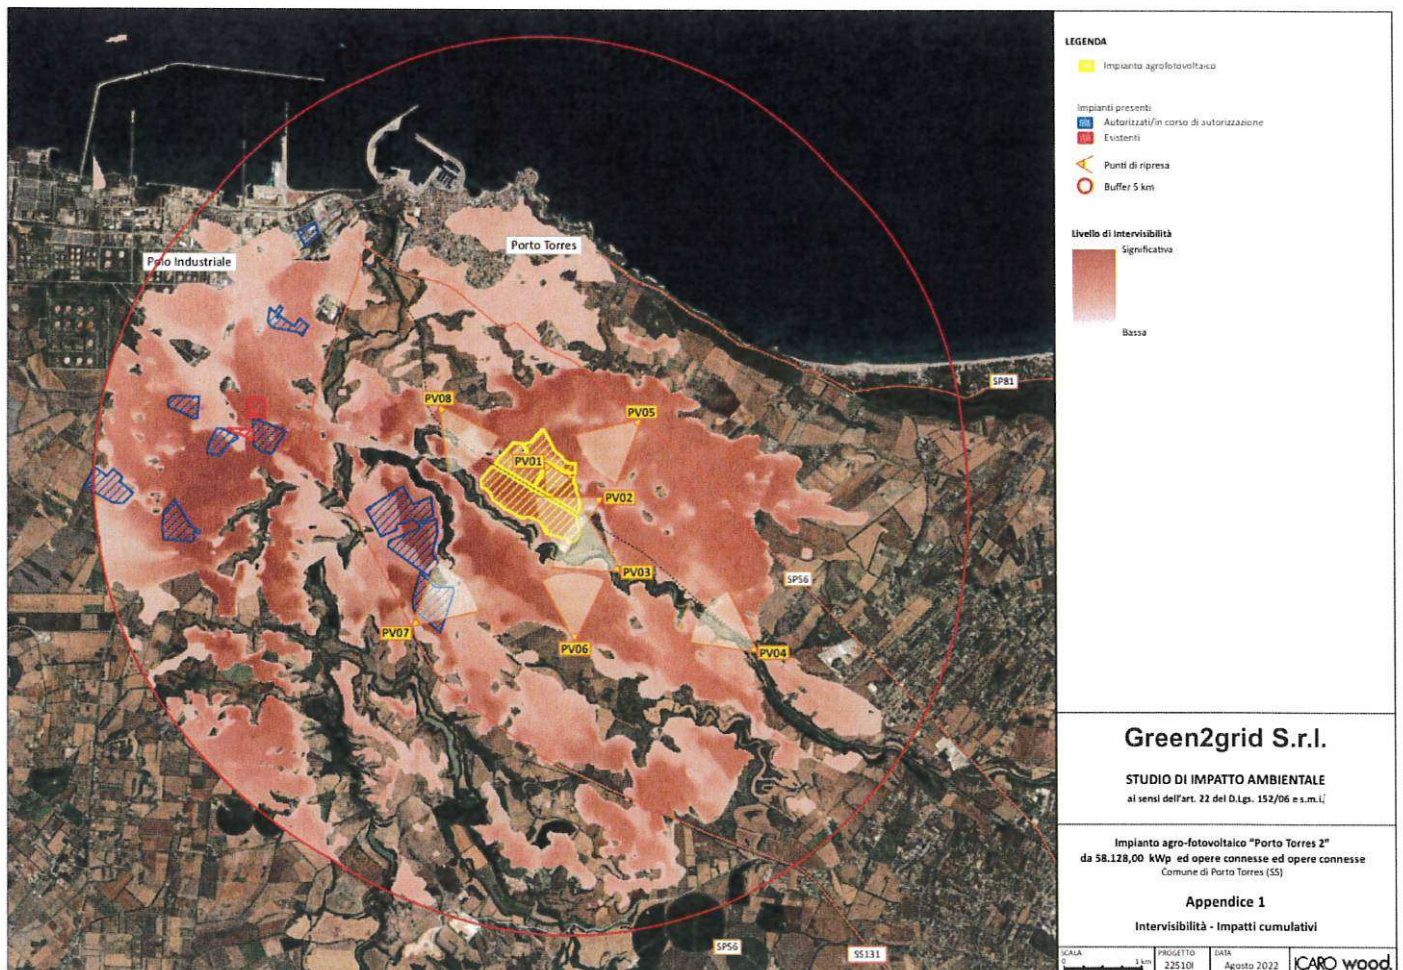 Polo Industriale
Porto Torres
SP81
PV08
PV05
PV01
PV02
PV03
SP56
PV07
PV06
PV04
SP56
SS131
LEGENDA
Impianto agrofotovoltaico
Impianti presenti
Autorizzati/in corso di autorizzazione
Esistenti
Punti di ripresa
Buffer 5 km
Livello di Intervisibilità
Significativa
Bassa
Green2grid S.r.l.
STUDIO DI IMPATTO AMBIENTALE
ai sensi dell'art. 22 del D.Lgs. 152/06 e s.m.i.
Impianto agro-fotovoltaico "Porto Torres 2"
da 58.128,00 kWp ed opere connesse ed opere connesse
Comune di Porto Torres (SS)
Appendice 1
Intervisibilità - Impatti cumulativi
SCALA
0 1 km
PROGETTO
22510I
DATA
Agosto 2022
ICARO wood.